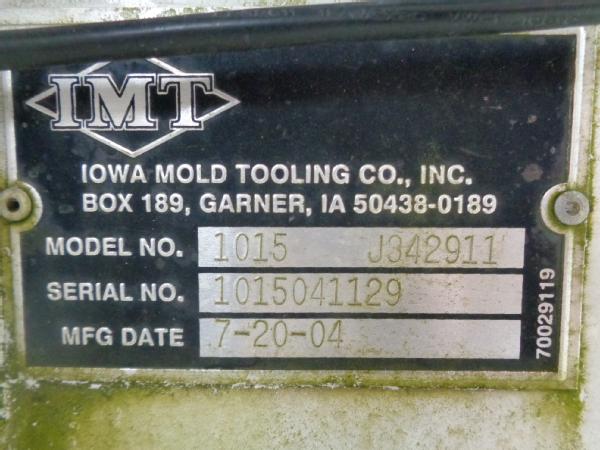 IMT
IOWA MOLD TOOLING CO., INC.
BOX 189, GARNER, IA 50438-0189
MODEL NO. 1015 J342911
SERIAL NO. 1015041129
MFG DATE 7-20-04
70029119